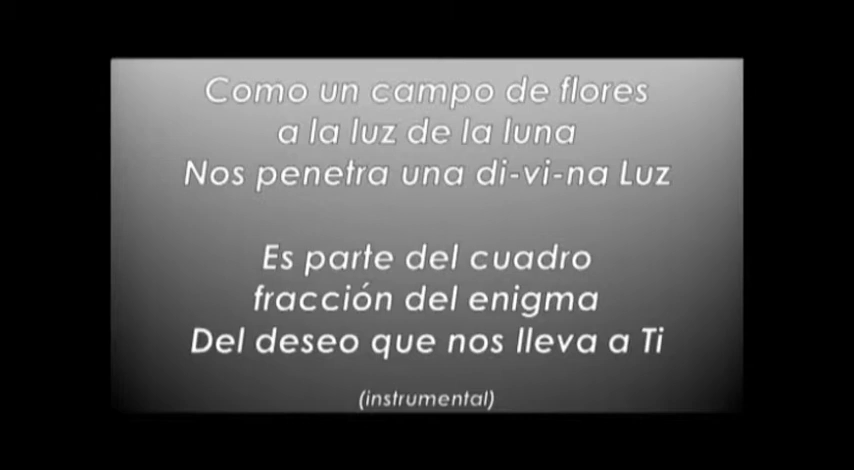 Como un campo de flores
a la luz de la luna
Nos penetra una di-vi-na Luz
Es parte del cuadro
fracción del enigma
Del deseo que nos lleva a Ti
(instrumental)